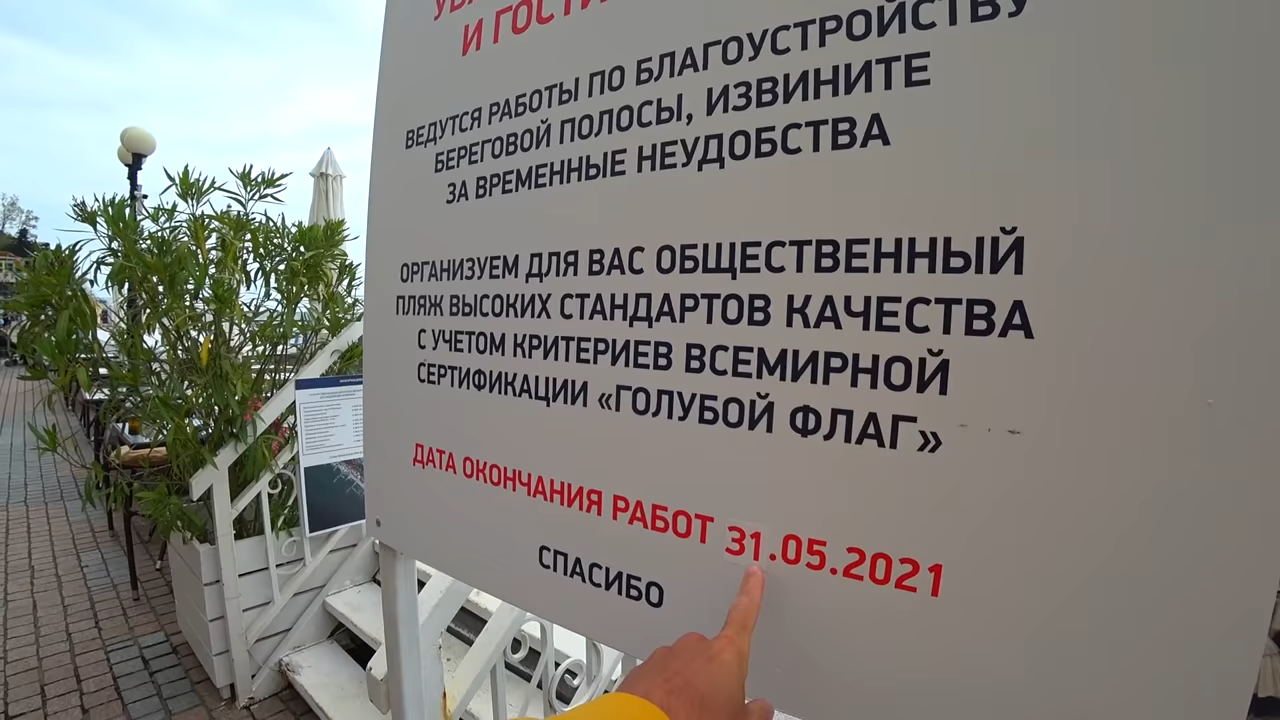 И ГОСТИ
ВЕДУТСЯ РАБОТЫ ПО БЛАГОУСТРОЙСТВУ
БЕРЕГОВОЙ ПОЛОСЫ, ИЗВИНИТЕ
ЗА ВРЕМЕННЫЕ НЕУДОБСТВА
ОРГАНИЗУЕМ ДЛЯ ВАС ОБЩЕСТВЕННЫЙ
ПЛЯЖ ВЫСОКИХ СТАНДАРТОВ КАЧЕСТВА
С УЧЕТОМ КРИТЕРИЕВ ВСЕМИРНОЙ
СЕРТИФИКАЦИИ «ГОЛУБОЙ ФЛАГ»
ДАТА ОКОНЧАНИЯ РАБОТ 31.05.2021
СПАСИБО